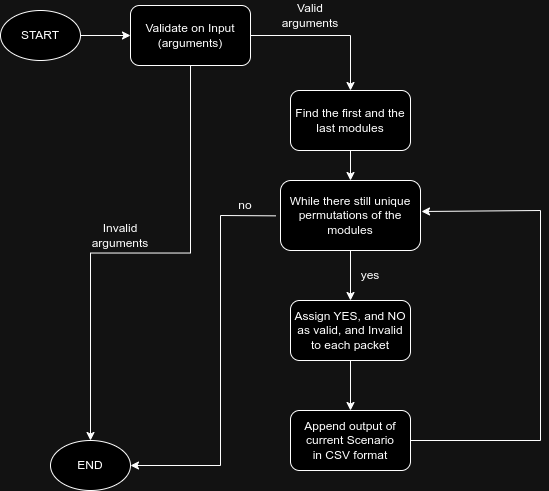 START
Validate on Input
(arguments)
Valid
arguments
Find the first and the
last modules
While there still unique
permutations of the
modules
no
Invalid
arguments
yes
Assign YES, and NO
as valid, and Invalid
to each packet
Append output of
current Scenario
in CSV format
END